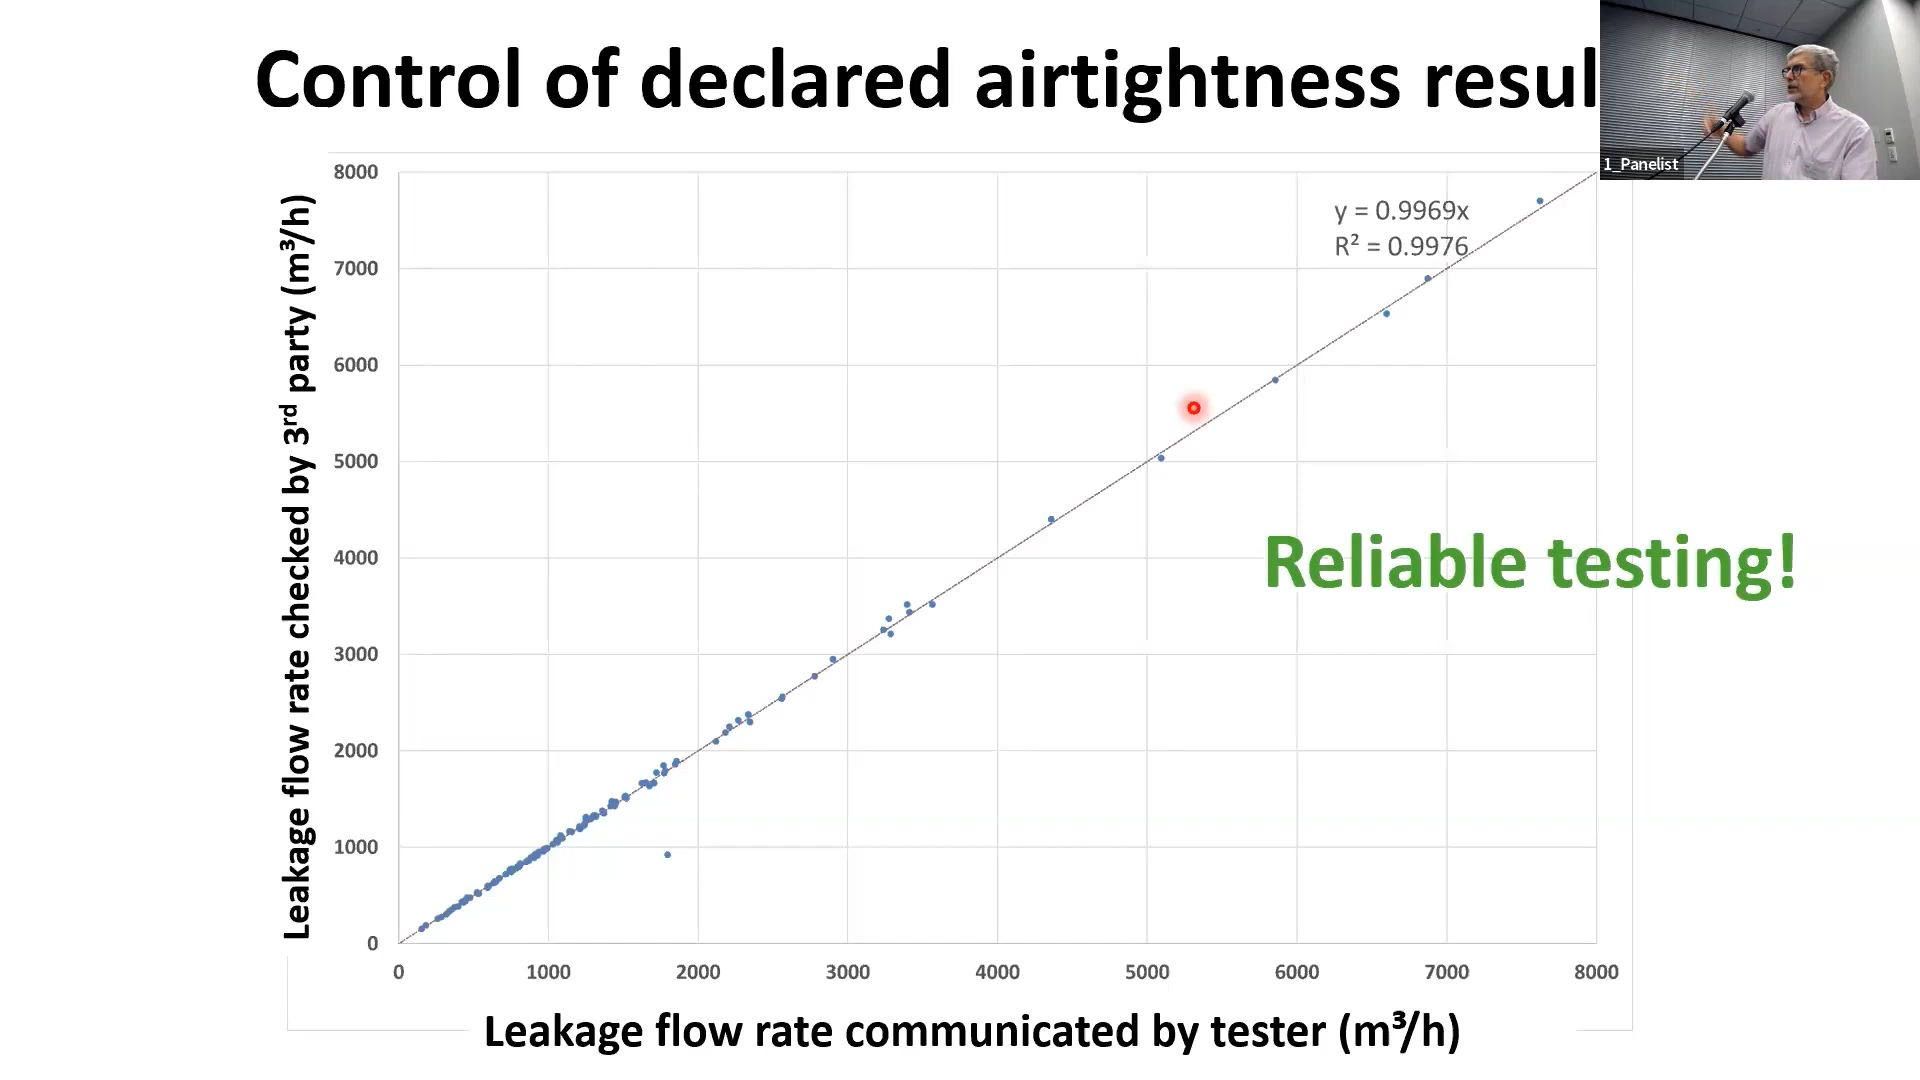 Control of declared airtightness resul
1_Panelist
y = 0.9969x
R² = 0.9976
Leakage flow rate checked by 3rd party (m³/h)
8000
7000
6000
5000
4000
3000
2000
1000
0
Reliable testing!
0 1000 2000 3000 4000 5000 6000 7000 8000
Leakage flow rate communicated by tester (m³/h)